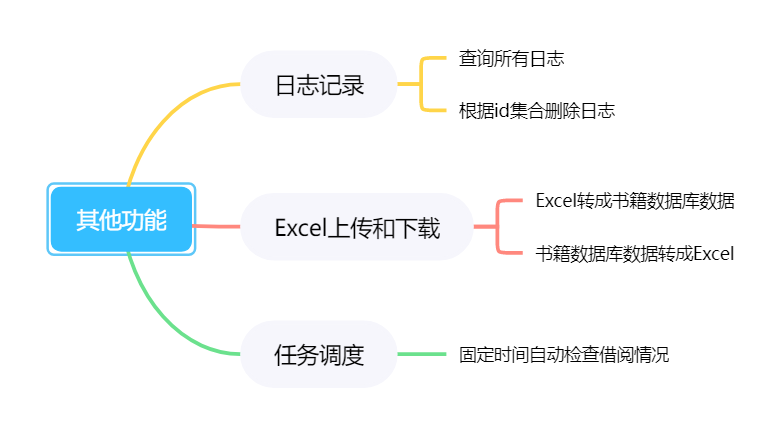 其他功能
日志记录
查询所有日志
根据id集合删除日志
Excel上传和下载
Excel转成书籍数据库数据
书籍数据库数据转成Excel
任务调度
固定时间自动检查借阅情况